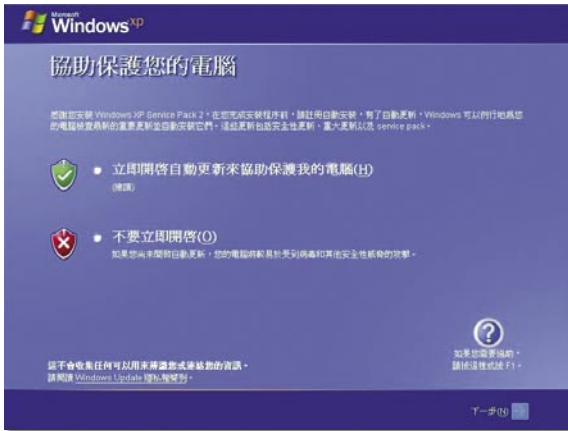 Microsoft
Windows xp
協助保護您的電腦
感謝您安裝 Windows XP Service Pack 2。在您完成安裝程序前，請註冊自動安裝，有了自動更新，Windows 可以例行地為您
的電腦檢查最新的重要更新並自動安裝它們。這些更新包括安全性更新、重大更新以及 service pack。
立即開啓自動更新來協助保護我的電腦(H)
(建議)
不要立即開啓(O)
如果您尚未開啓自動更新，您的電腦將較易於受到病毒和其他安全性威脅的攻擊。
如果您需要協助，
請按這裡或按 F1。
這不會收集任何可以用來辨識您或連絡您的資訊。
請閱讀 Windows Update 隱私權聲明。
下一步(N)